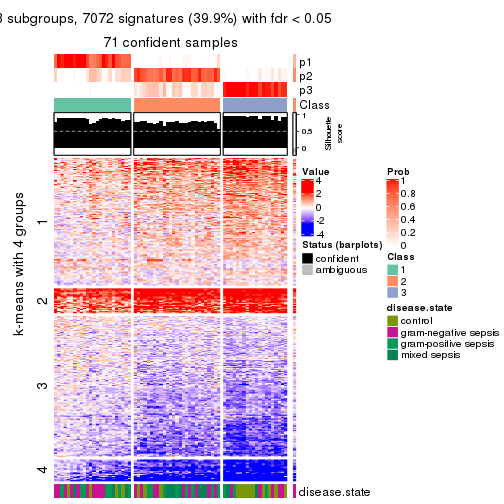 3 subgroups, 7072 signatures (39.9%) with fdr < 0.05
71 confident samples
p1
p2
p3
Class
1
0.5
0
Silhouette
score
k-means with 4 groups
1
2
3
4
disease.state
Value
4
2
0
-2
-4
Status (barplots)
confident
ambiguous
Prob
1
0.8
0.6
0.4
0.2
0
Class
1
2
3
disease.state
control
gram-negative sepsis
gram-positive sepsis
mixed sepsis